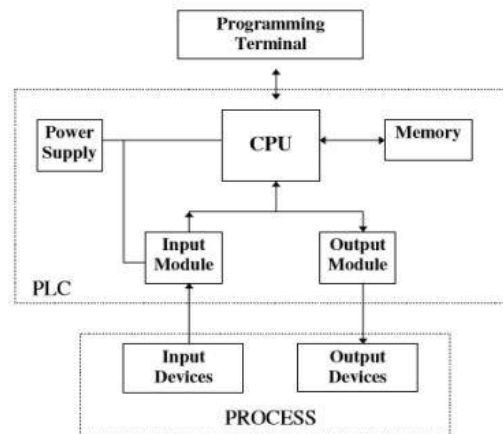 Programming
Terminal
Power
Supply
CPU
Memory
Input
Module
Output
Module
PLC
Input
Devices
Output
Devices
PROCESS